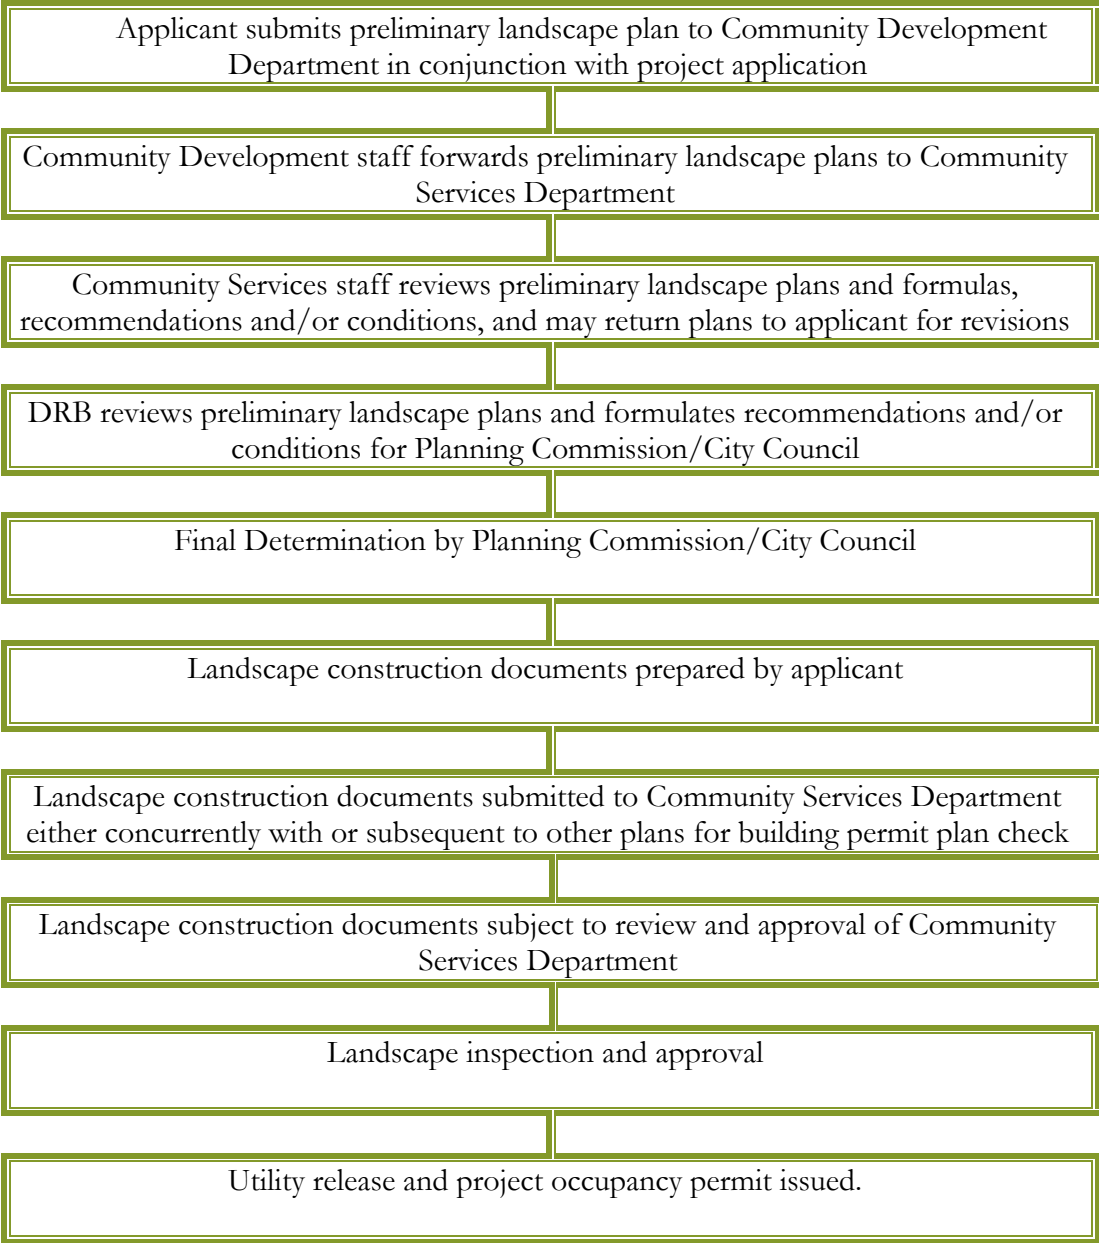 Applicant submits preliminary landscape plan to Community Development
Department in conjunction with project application
Community Development staff forwards preliminary landscape plans to Community
Services Department
Community Services staff reviews preliminary landscape plans and formulas,
recommendations and/or conditions, and may return plans to applicant for revisions
DRB reviews preliminary landscape plans and formulates recommendations and/or
conditions for Planning Commission/City Council
Final Determination by Planning Commission/City Council
Landscape construction documents prepared by applicant
Landscape construction documents submitted to Community Services Department
either concurrently with or subsequent to other plans for building permit plan check
Landscape construction documents subject to review and approval of Community
Services Department
Landscape inspection and approval
Utility release and project occupancy permit issued.